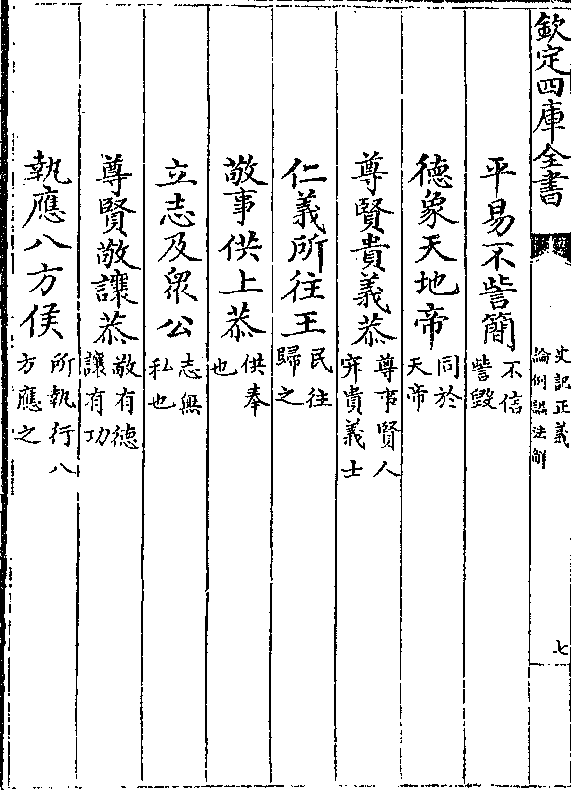 欽定四庫全書
史記正義
論例謚法解
七
平易不訾簡不信訾毀
德象天地帝同於天帝
尊賢貴義恭尊事賢人寵貴義士
仁義所往王民往歸之
敬事供上恭供奉也
立志及衆公志無私也
尊賢敬讓恭敬有德讓有功
執應八方侯所執行八方應之